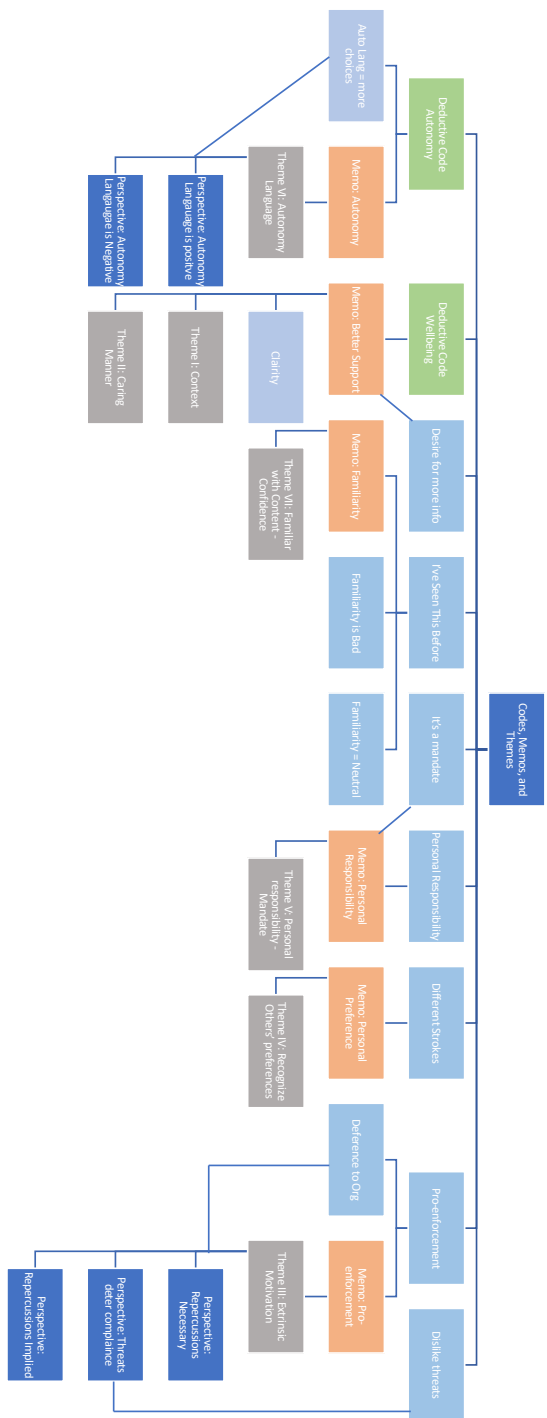 Codes, Memos, and
Themes
Deductive Code
Autonomy
Deductive Code
Wellbeing
Desire for more info
I've Seen This Before
It's a mandate
Personal Responsibility
Different Strokes
Pro-enforcement
Dislike threats
Auto Lang = more
choices
Memo: Autonomy
Memo: Better Support
Memo: Familiarity
Familiarity is Bad
Familiarity = Neutral
Memo: Personal
Responsibility
Memo: Personal
Preference
Deference to Org
Memo: Pro-
enforcement
Theme VI: Autonomy
Language
Clairity
Theme VII: Familiar
with Content -
Confidence
Theme V: Personal
responsibility -
Mandate
Theme IV: Recognize
Others' preferences
Theme III: Extrinsic
Motivation
Perspective: Autonomy
Langauage is positve
Theme I: Context
Perspective:
Repercussions
Necessary
Perspective: Autonomy
Langaugae is Negative
Theme II: Caring
Manner
Perspective: Threats
deter complaince
Perspective:
Repercussions Implied